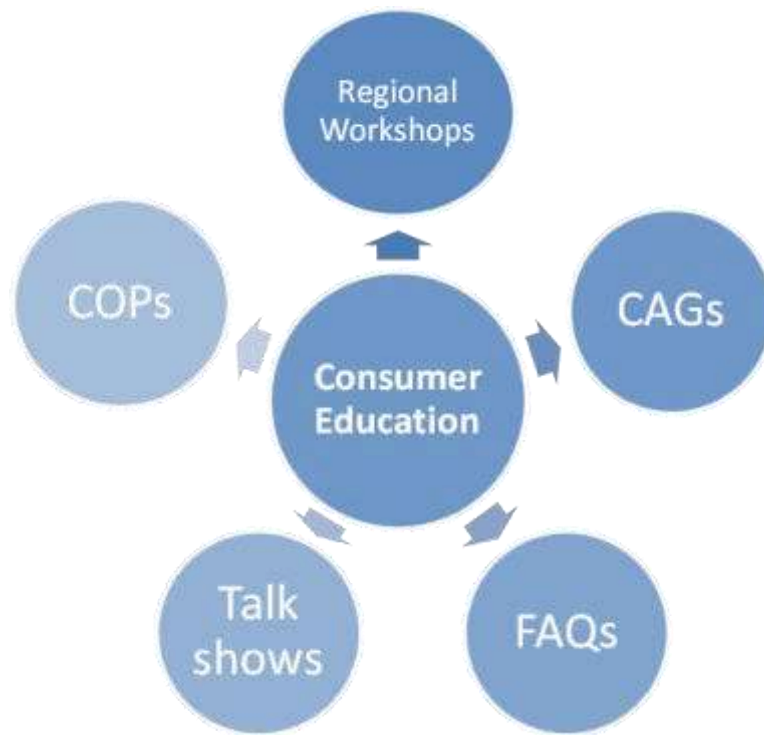 Regional
Workshops
COPs
CAGs
Consumer
Education
Talk
shows
FAQs